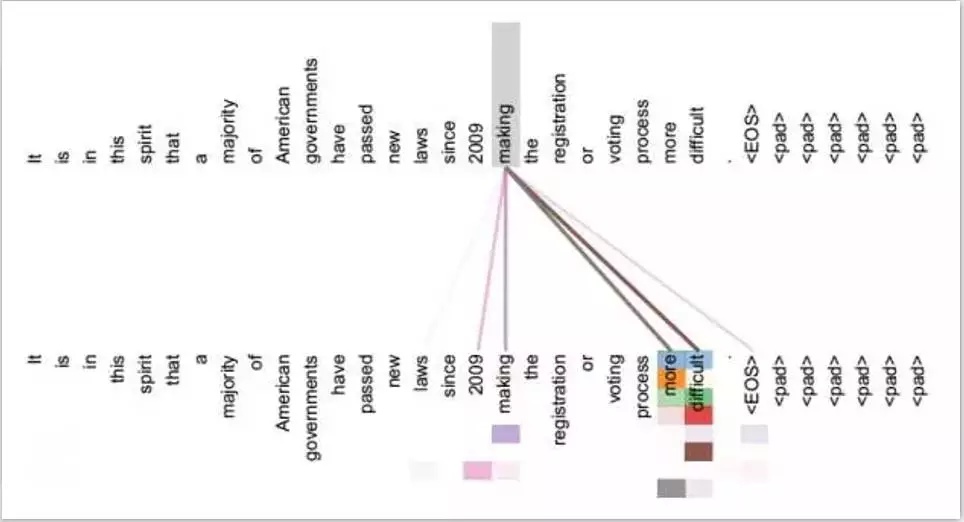 It is in this spirit that a majority of American governments have passed new laws since 2009 making the registration or voting process more difficult . <EOS> <pad> <pad> <pad> <pad> <pad> <pad>
It is in this spirit that a majority of American governments have passed new laws since 2009 making the registration or voting process more difficult . <EOS> <pad> <pad> <pad> <pad> <pad> <pad>